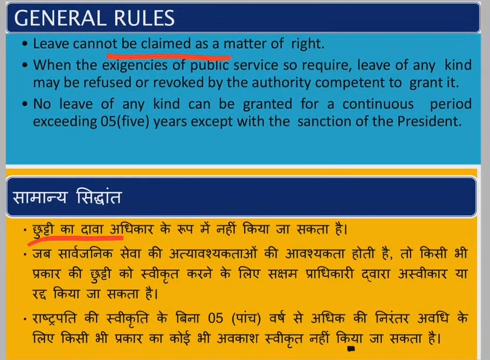 GENERAL RULES
• Leave cannot be claimed as a matter of right.
• When the exigencies of public service so require, leave of any kind
may be refused or revoked by the authority competent to grant it.
• No leave of any kind can be granted for a continuous period
exceeding 05(five) years except with the sanction of the President.
सामान्य सिद्धांत
• छुट्टी का दावा अधिकार के रूप में नहीं किया जा सकता है।
• जब सार्वजनिक सेवा की अत्यावश्यकताओं की आवश्यकता होती है, तो किसी भी
प्रकार की छुट्टी को स्वीकृत करने के लिए सक्षम प्राधिकारी द्वारा अस्वीकार या
रद्द किया जा सकता है।
• राष्ट्रपति की स्वीकृति के बिना 05 (पांच) वर्ष से अधिक की निरंतर अवधि के
लिए किसी भी प्रकार का कोई भी अवकाश स्वीकृत नहीं किया जा सकता है।